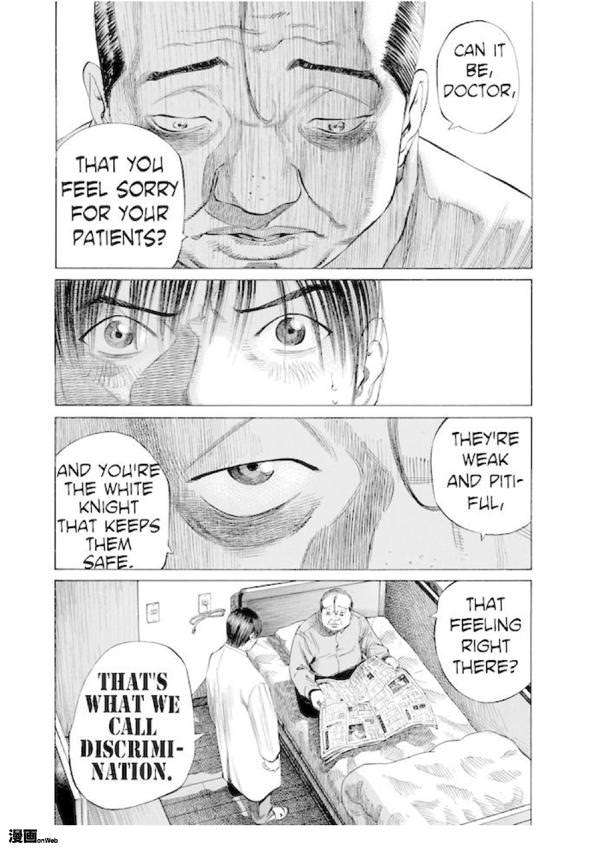 CAN IT
BE,
DOCTOR,
THAT YOU
FEEL SORRY
FOR YOUR
PATIENTS?
THEY'RE
WEAK
AND PITI-
FUL,
AND YOU'RE
THE WHITE
KNIGHT
THAT KEEPS
THEM
SAFE.
THAT
FEELING
RIGHT
THERE?
THAT'S
WHAT WE
CALL
DISCRIMI-
NATION.
漫画onWeb